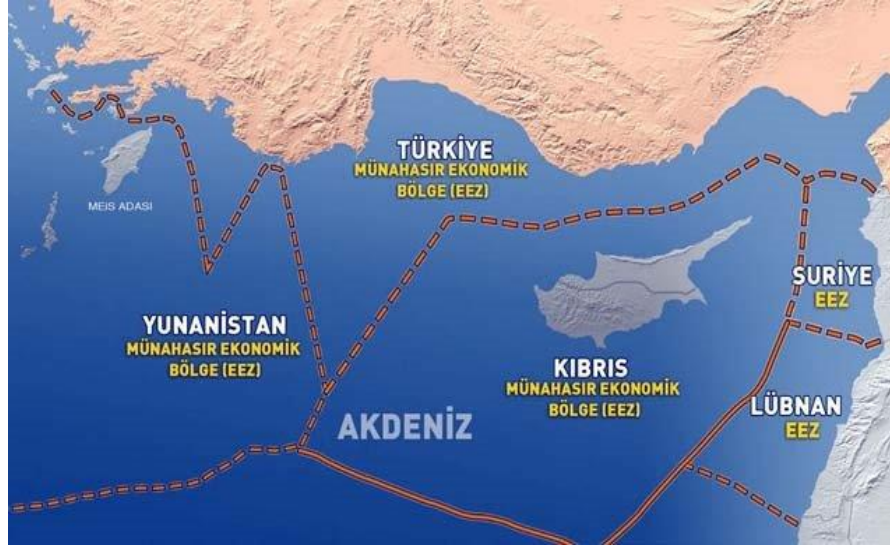 TÜRKİYE
MÜNAHASIR EKONOMİK
BÖLGE (EEZ)
MEIS ADASI
SURİYE
EEZ
YUNANİSTAN
MÜNAHASIR EKONOMİK
BÖLGE (EEZ)
KIBRIS
MÜNAHASIR EKONOMİK
BÖLGE (EEZ)
LÜBNAN
EEZ
AKDENİZ